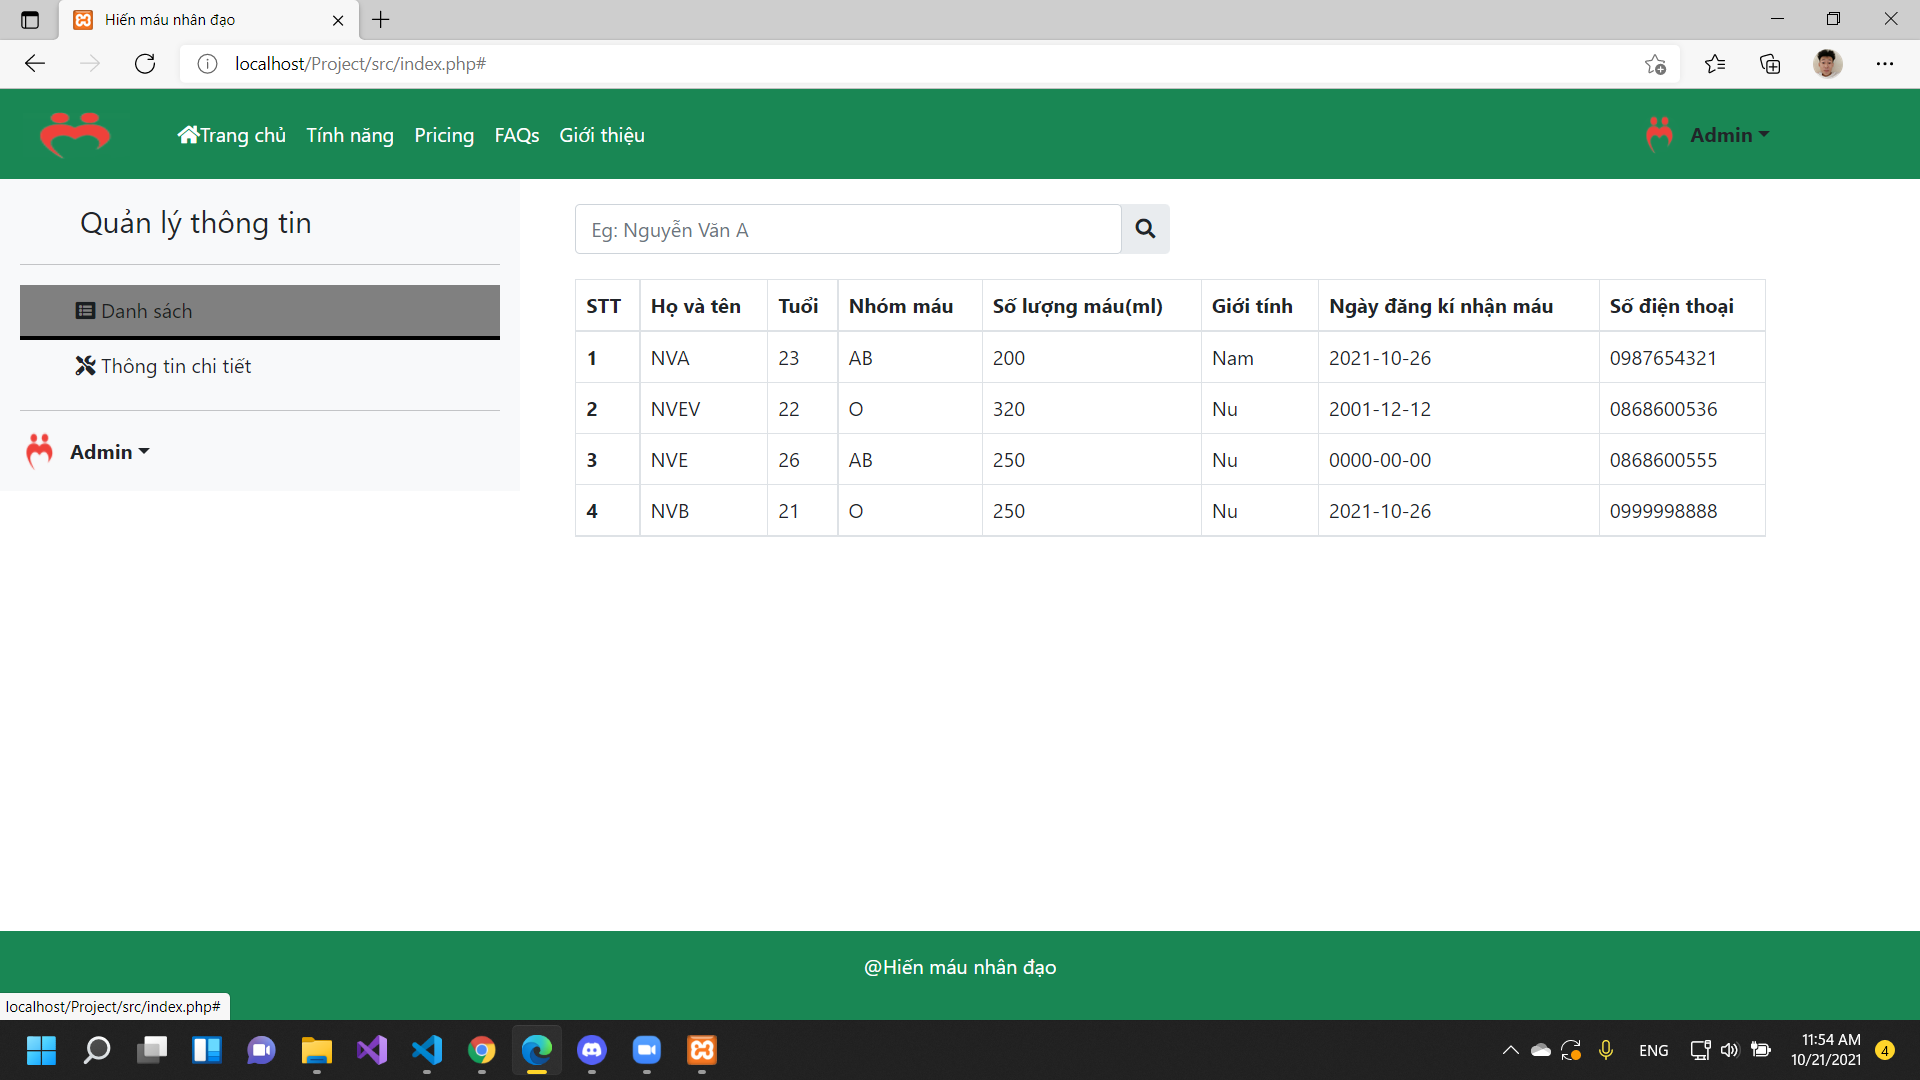 Hiến máu nhân đạo
localhost/Project/src/index.php#
Trang chủ Tính năng Pricing FAQs Giới thiệu Admin
Quản lý thông tin
Danh sách
Thông tin chi tiết
Admin
Eg: Nguyễn Văn A
STT Họ và tên Tuổi Nhóm máu Số lượng máu(ml) Giới tính Ngày đăng kí nhận máu Số điện thoại
1 NVA 23 AB 200 Nam 2021-10-26 0987654321
2 NVEV 22 O 320 Nu 2001-12-12 0868600536
3 NVE 26 AB 250 Nu 0000-00-00 0868600555
4 NVB 21 O 250 Nu 2021-10-26 0999998888
@Hiến máu nhân đạo
localhost/Project/src/index.php#
ENG
11:54 AM
10/21/2021
4